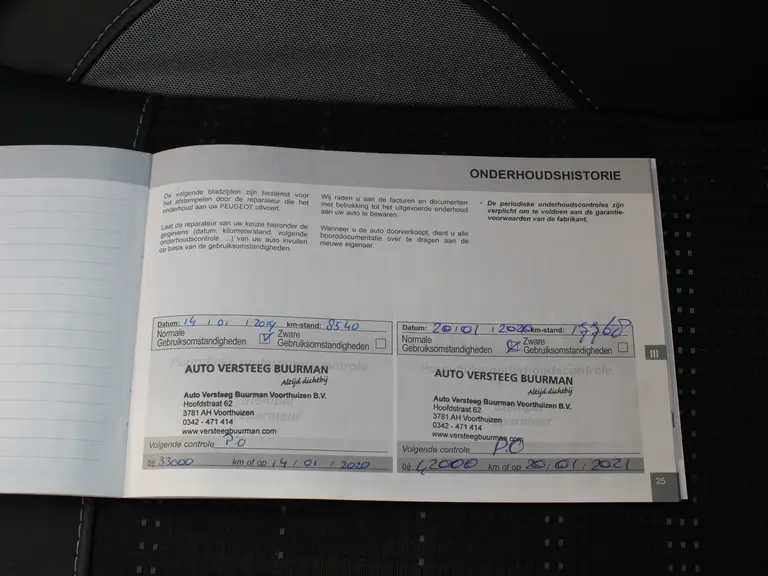 ONDERHOUDSHISTORIE
De volgende bladzijden zijn bestemd voor
het afstempelen door de reparateur die het
onderhoud aan uw PEUGEOT uitvoert.
Laat de reparateur van uw keuze hieronder de
gegevens (datum, kilometerstand, volgende
onderhoudscontrole, ...) van uw auto invullen
op basis van de gebruiksomstandigheden.
Wij raden u aan de facturen en documenten
met betrekking tot het uitgevoerde onderhoud
aan uw auto te bewaren.
Wanneer u de auto doorverkoopt, dient u alle
boorddocumentatie over te dragen aan de
nieuwe eigenaar.
- De periodieke onderhoudscontroles zijn
verplicht om te voldoen aan de garantie-
voorwaarden van de fabrikant.
Datum: 14 / 01 / 2019 km-stand: 8540
Normale Gebruiksomstandigheden
Zware Gebruiksomstandigheden
AUTO VERSTEEG BUURMAN
Altijd dichtbij
Auto Versteeg Buurman Voorthuizen B.V.
Hoofdstraat 62
3781 AH Voorthuizen
0342 - 471 414
www.versteegbuurman.com
Volgende controle P.O
bij 33000 km of op 14 / 01 / 2020
Datum: 20 / 01 / 2020 km-stand: 17768
Normale Gebruiksomstandigheden
Zware Gebruiksomstandigheden
AUTO VERSTEEG BUURMAN
Altijd dichtbij
Auto Versteeg Buurman Voorthuizen B.V.
Hoofdstraat 62
3781 AH Voorthuizen
0342 - 471 414
www.versteegbuurman.com
Volgende controle P.O
bij 42000 km of op 20 / 01 / 2021
III
25